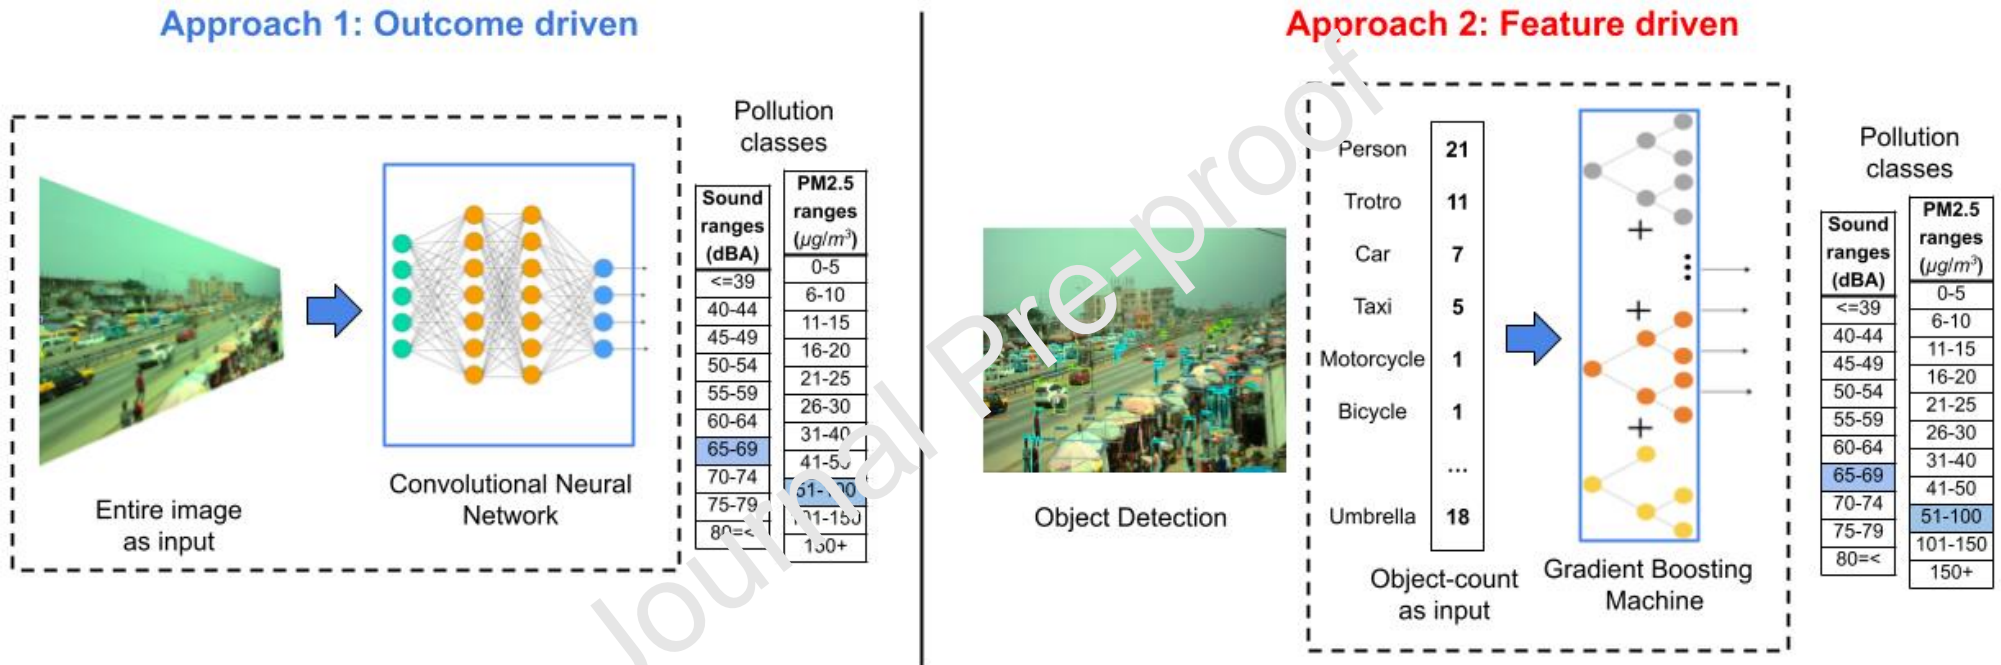 Approach 1: Outcome driven
Entire image
as input
Convolutional Neural
Network
Pollution
classes
Sound
ranges
(dBA)
<=39
40-44
45-49
50-54
55-59
60-64
65-69
70-74
75-79
80=<
PM2.5
ranges
(µg/m³)
0-5
6-10
11-15
16-20
21-25
26-30
31-40
41-50
51-100
101-150
150+
Approach 2: Feature driven
Object Detection
Person 21
Trotro 11
Car 7
Taxi 5
Motorcycle 1
Bicycle 1
...
Umbrella 18
Object-count
as input
Gradient Boosting
Machine
Pollution
classes
Sound
ranges
(dBA)
<=39
40-44
45-49
50-54
55-59
60-64
65-69
70-74
75-79
80=<
PM2.5
ranges
(µg/m³)
0-5
6-10
11-15
16-20
21-25
26-30
31-40
41-50
51-100
101-150
150+
Journal Pre-proof